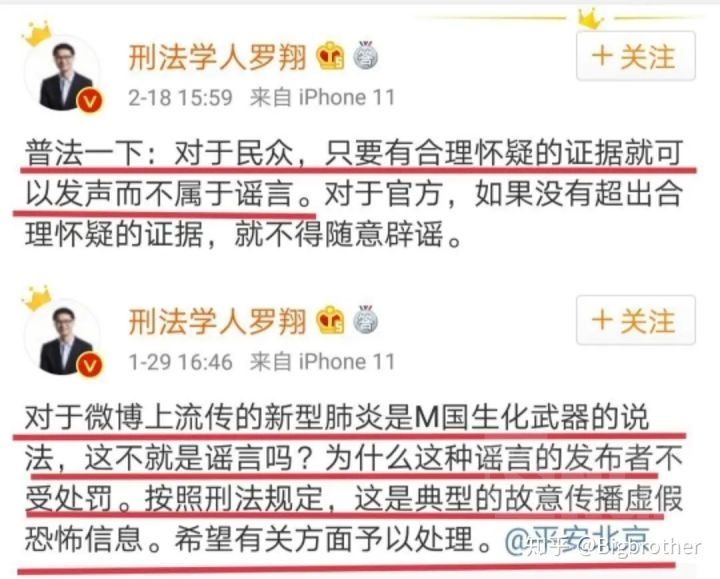 刑法学人罗翔
+关注
2-18 15:59 来自 iPhone 11
普法一下：对于民众，只要有合理怀疑的证据就可
以发声而不属于谣言。对于官方，如果没有超出合
理怀疑的证据，就不得随意辟谣。
刑法学人罗翔
+关注
1-29 16:46 来自 iPhone 11
对于微博上流传的新型肺炎是M国生化武器的说
法，这不就是谣言吗？为什么这种谣言的发布者不
受处罚。按照刑法规定，这是典型的故意传播虚假
恐怖信息。希望有关方面予以处理。@平安北京
知乎 @Bigbrother